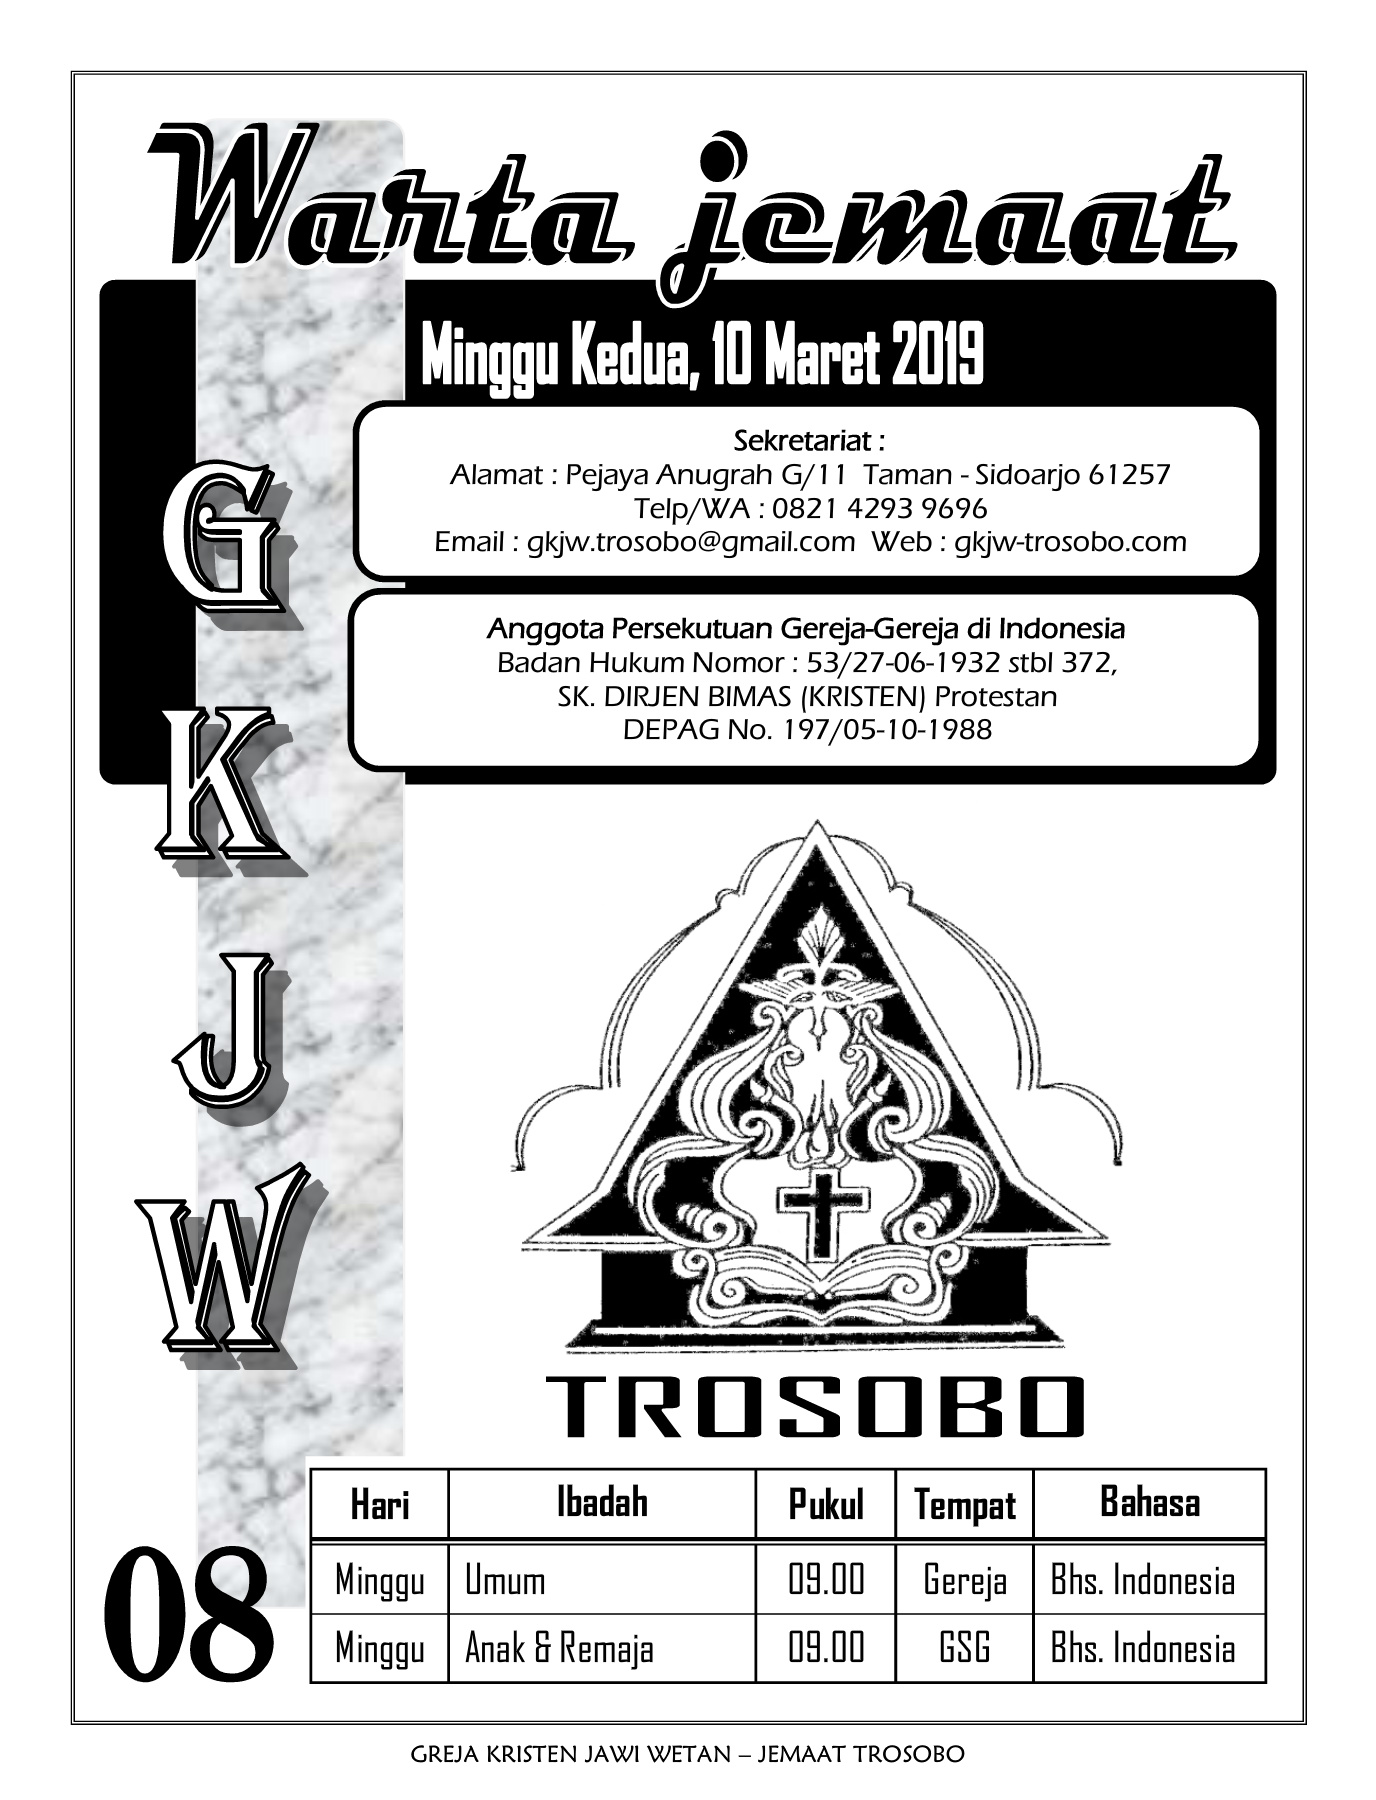 Warta jemaat
Minggu Kedua, 10 Maret 2019
Sekretariat :
Alamat : Pejaya Anugrah G/11 Taman - Sidoarjo 61257
Telp/WA : 0821 4293 9696
Email : gkjw.trosobo@gmail.com Web : gkjw-trosobo.com
Anggota Persekutuan Gereja-Gereja di Indonesia
Badan Hukum Nomor : 53/27-06-1932 stbl 372,
SK. DIRJEN BIMAS (KRISTEN) Protestan
DEPAG No. 197/05-10-1988
G
K
J
W
TROSOBO
Hari Ibadah Pukul Tempat Bahasa
Minggu Umum 09.00 Gereja Bhs. Indonesia
Minggu Anak & Remaja 09.00 GSG Bhs. Indonesia
08
GREJA KRISTEN JAWI WETAN – JEMAAT TROSOBO